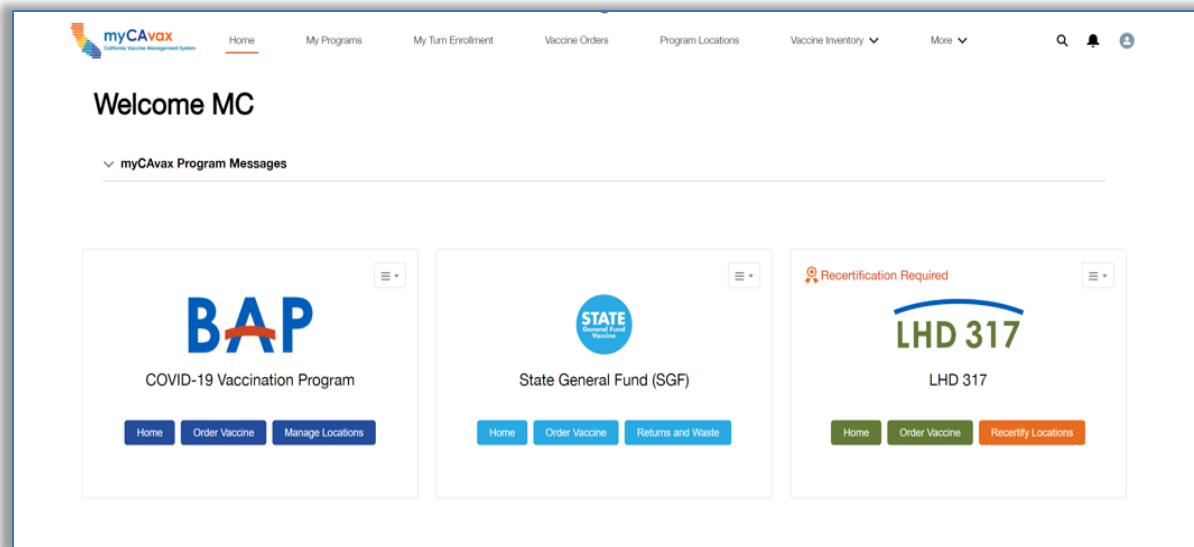 myCAvax
California Vaccine Management System
Home My Programs My Turn Enrollment Vaccine Orders Program Locations Vaccine Inventory More
Welcome MC
myCAvax Program Messages
BAP
COVID-19 Vaccination Program
Home Order Vaccine Manage Locations
STATE
General Fund
Vaccine
State General Fund (SGF)
Home Order Vaccine Returns and Waste
Recertification Required
LHD 317
LHD 317
Home Order Vaccine Recertify Locations